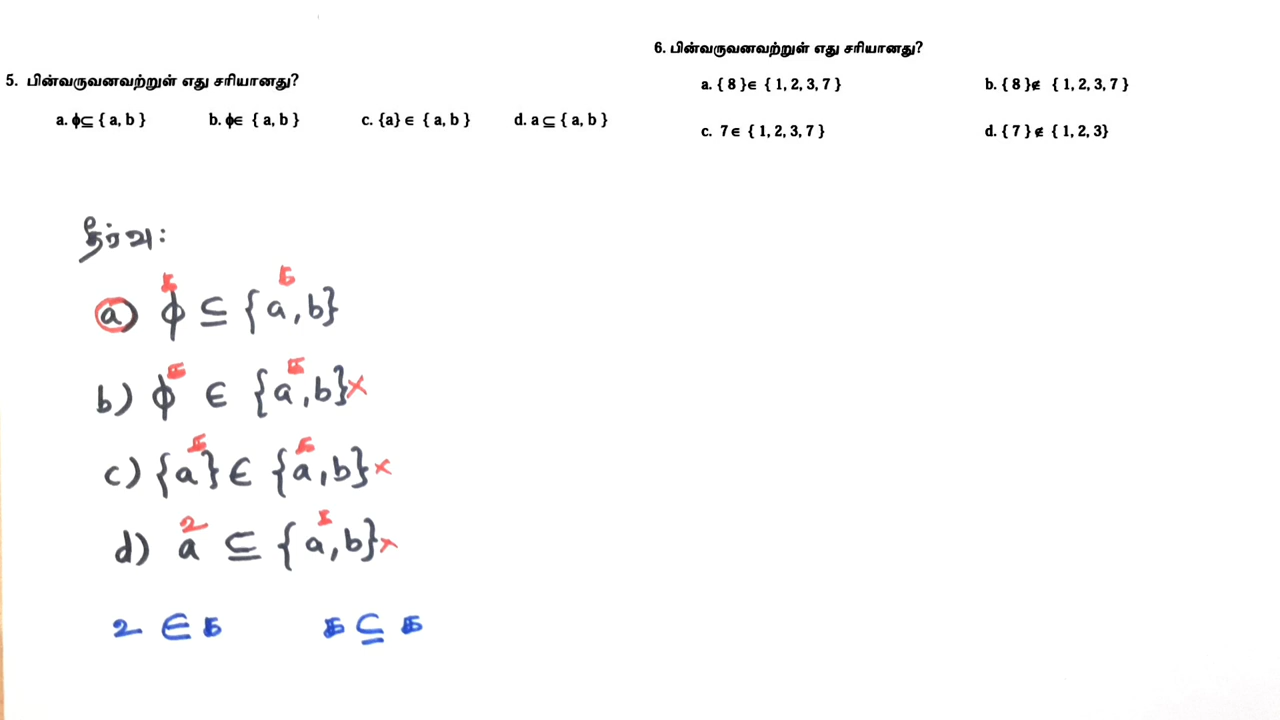 5. பின்வருவனவற்றுள் எது சரியானது?
a. ϕ⊆ { a, b } b. ϕ∈ { a, b } c. {a} ∈ { a, b } d. a ⊆ { a, b }
6. பின்வருவனவற்றுள் எது சரியானது?
a. { 8 }∈ { 1, 2, 3, 7 } b. { 8 }∉ { 1, 2, 3, 7 }
c. 7 ∈ { 1, 2, 3, 7 } d. { 7 } ∉ { 1, 2, 3}
தீர்வு:
க க
a) ϕ ⊆ {a,b}
க க
b) ϕ ∈ {a,b}×
க க
c) {a} ∈ {a,b}×
உ க
d) a ⊆ {a,b}×
உ ∈ க க ⊆ க